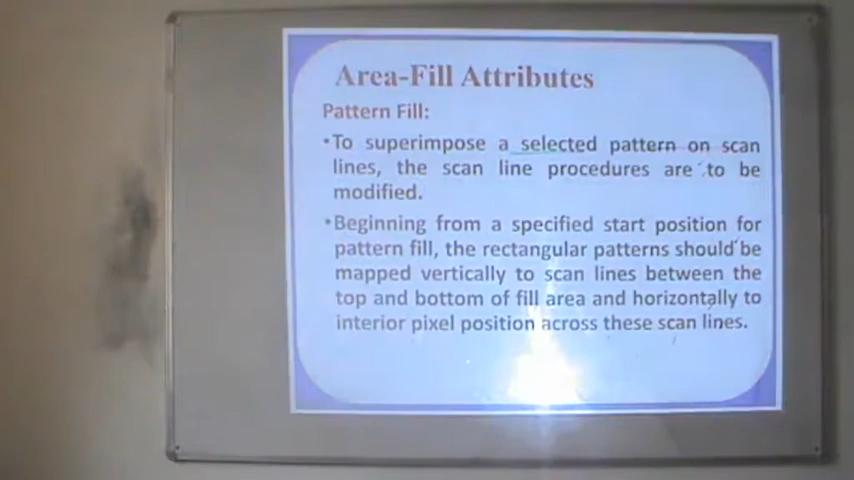 Area-Fill Attributes
Pattern Fill:
•To superimpose a selected pattern on scan
lines, the scan line procedures are to be
modified.
•Beginning from a specified start position for
pattern fill, the rectangular patterns should be
mapped vertically to scan lines between the
top and bottom of fill area and horizontally to
interior pixel position across these scan lines.